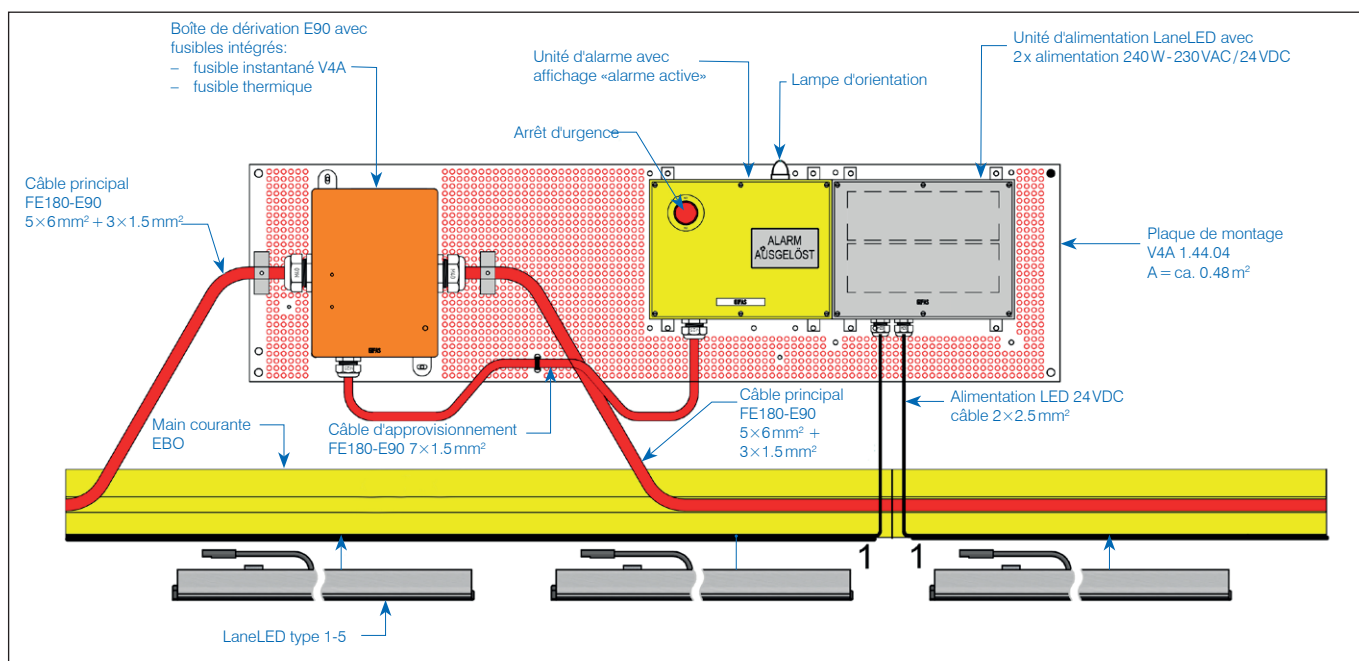 Boîte de dérivation E90 avec
fusibles intégrés:
– fusible instantané V4A
– fusible thermique
Unité d'alarme avec
affichage «alarme active»
Lampe d'orientation
Unité d'alimentation LaneLED avec
2x alimentation 240W-230VAC/24VDC
Arrêt d'urgence
Câble principal
FE180-E90
5×6mm² + 3×1.5mm²
ALARM
AUSGELÖST
Plaque de montage
V4A 1.44.04
A = ca. 0.48m²
Main courante
EBO
Câble d'approvisionnement
FE180-E90 7×1.5mm²
Câble principal
FE180-E90
5×6mm² +
3×1.5mm²
Alimentation LED 24VDC
câble 2×2.5mm²
1 1
LaneLED type 1-5